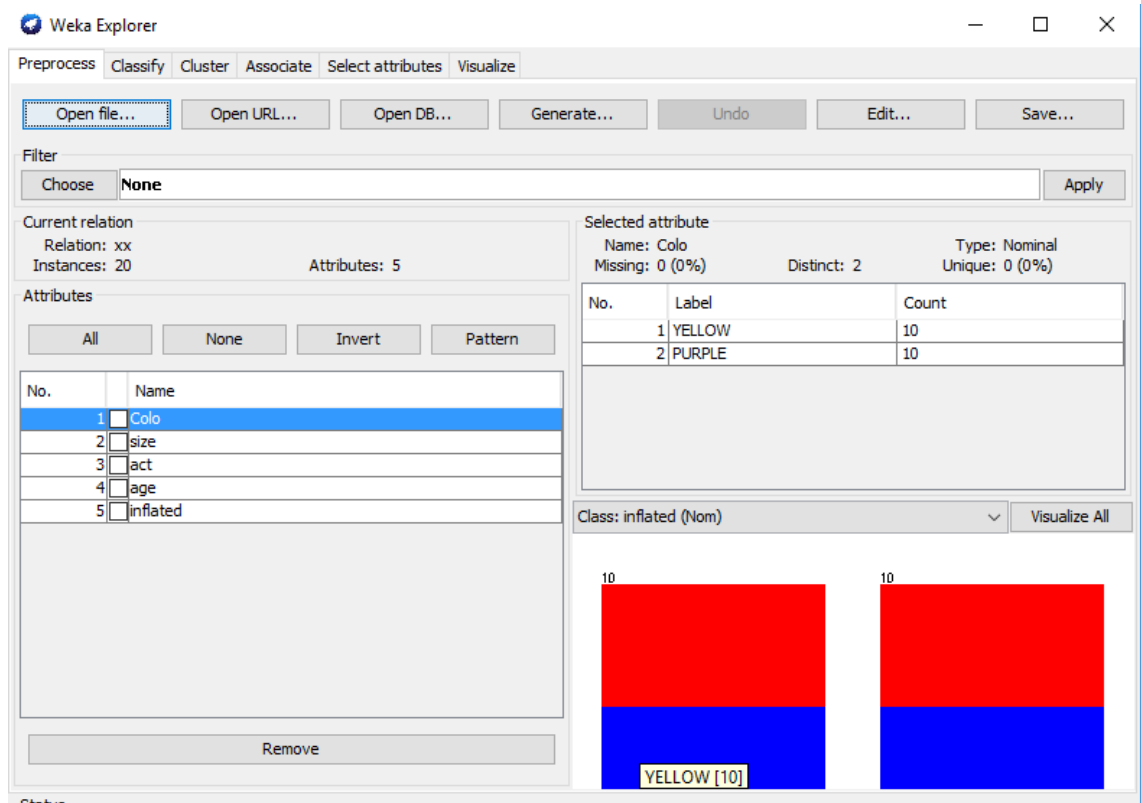 Weka Explorer
Preprocess Classify Cluster Associate Select attributes Visualize
Open file... Open URL... Open DB... Generate... Undo Edit... Save...
Filter
Choose None Apply
Current relation
Relation: xx
Instances: 20 Attributes: 5
Attributes
All None Invert Pattern
No. Name
1 Colo
2 size
3 act
4 age
5 inflated
Remove
Selected attribute
Name: Colo Type: Nominal
Missing: 0 (0%) Distinct: 2 Unique: 0 (0%)
No. Label Count
1 YELLOW 10
2 PURPLE 10
Class: inflated (Nom) Visualize All
10 10
YELLOW [10]
Status